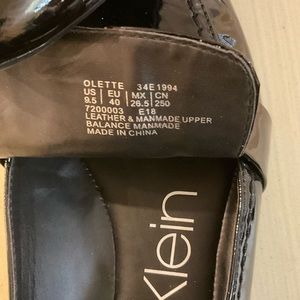 OLETTE 34E1994
US EU MX CN
9.5 40 26.5 250
7200003 E18
LEATHER & MANMADE UPPER
BALANCE MANMADE
MADE IN CHINA
Klein